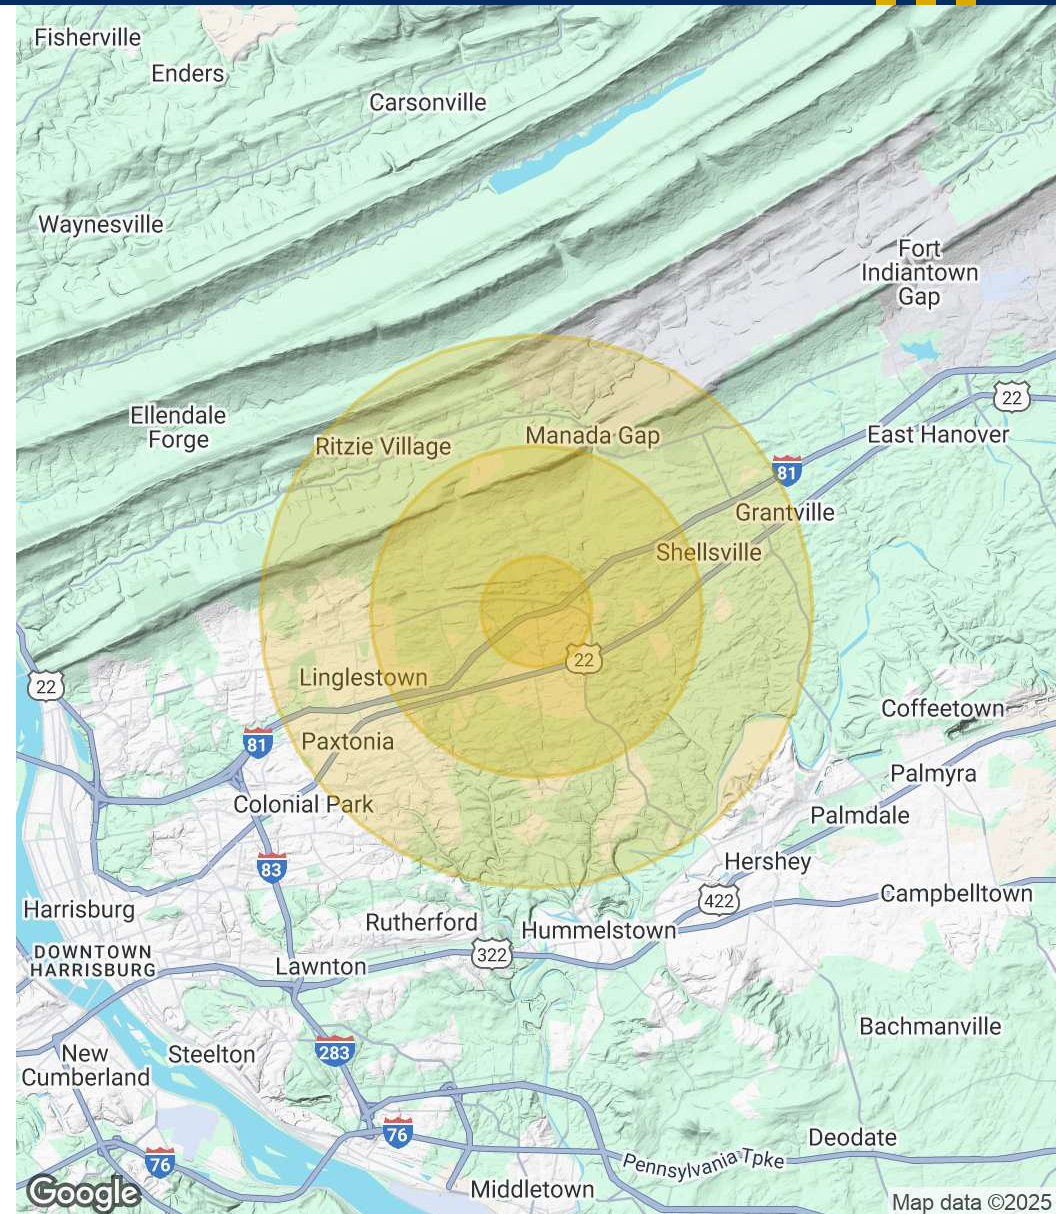 Fisherville
Enders
Carsonville
Waynesville
Fort
Indiantown
Gap
22
Ellendale
Forge
Ritzie Village
Manada Gap
East Hanover
81
Grantville
Shellsville
22
22
Linglestown
Coffeetown
81
Paxtonia
Palmyra
Colonial Park
Palmdale
83
Hershey
422
Campbelltown
Harrisburg
Rutherford
Hummelstown
322
DOWNTOWN
HARRISBURG
Lawnton
Bachmanville
283
New
Cumberland
Steelton
76
Deodate
76
Pennsylvania Tpke
Middletown
Google
Map data ©2025